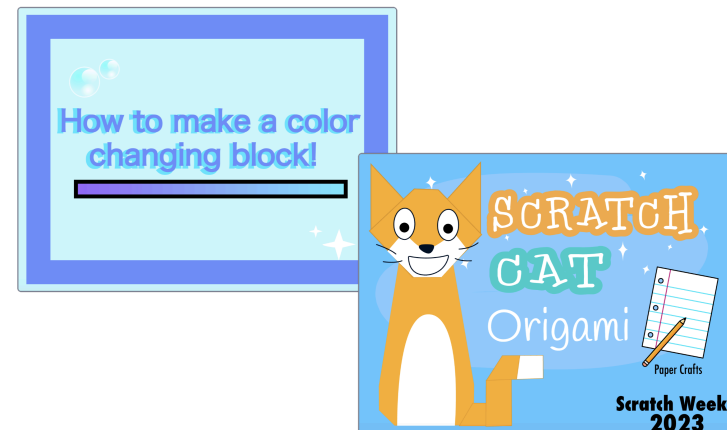 How to make a color
changing block!
SCRATCH
CAT
Origami
Paper Crafts
Scratch Week
2023